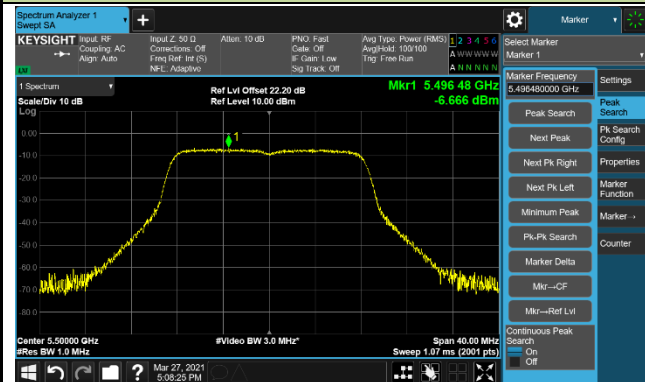 Spectrum Analyzer 1
Swept SA
Marker
KEYSIGHT
Input: RF
Coupling: AC
Align: Auto
Input Z: 50 Ω
Corrections: Off
Freq Ref: Int (S)
NFE: Adaptive
Atten: 10 dB
PNO: Fast
Gate: Off
IF Gain: Low
Sig Track: Off
Avg Type: Power (RMS)
Avg|Hold: 100/100
Trig: Free Run
1 2 3 4 5 6
A W W W W W
A N N N N N
LXI
Select Marker
Marker 1
1 Spectrum
Scale/Div 10 dB
Log
Ref Lvl Offset 22.20 dB
Ref Level 10.00 dBm
Mkr1 5.496 48 GHz
-6.666 dBm
0.00
-10.0
-20.0
-30.0
-40.0
-50.0
-60.0
-70.0
-80.0
1
Center 5.50000 GHz
#Res BW 1.0 MHz
#Video BW 3.0 MHz*
Span 40.00 MHz
Sweep 1.07 ms (2001 pts)
Marker Frequency
5.496480000 GHz
Peak Search
Next Peak
Next Pk Right
Next Pk Left
Minimum Peak
Pk-Pk Search
Marker Delta
Mkr→CF
Mkr→Ref Lvl
Continuous Peak
Search
On
Off
Settings
Peak
Search
Pk Search
Config
Properties
Marker
Function
Marker→
Counter
Mar 27, 2021
5:08:25 PM